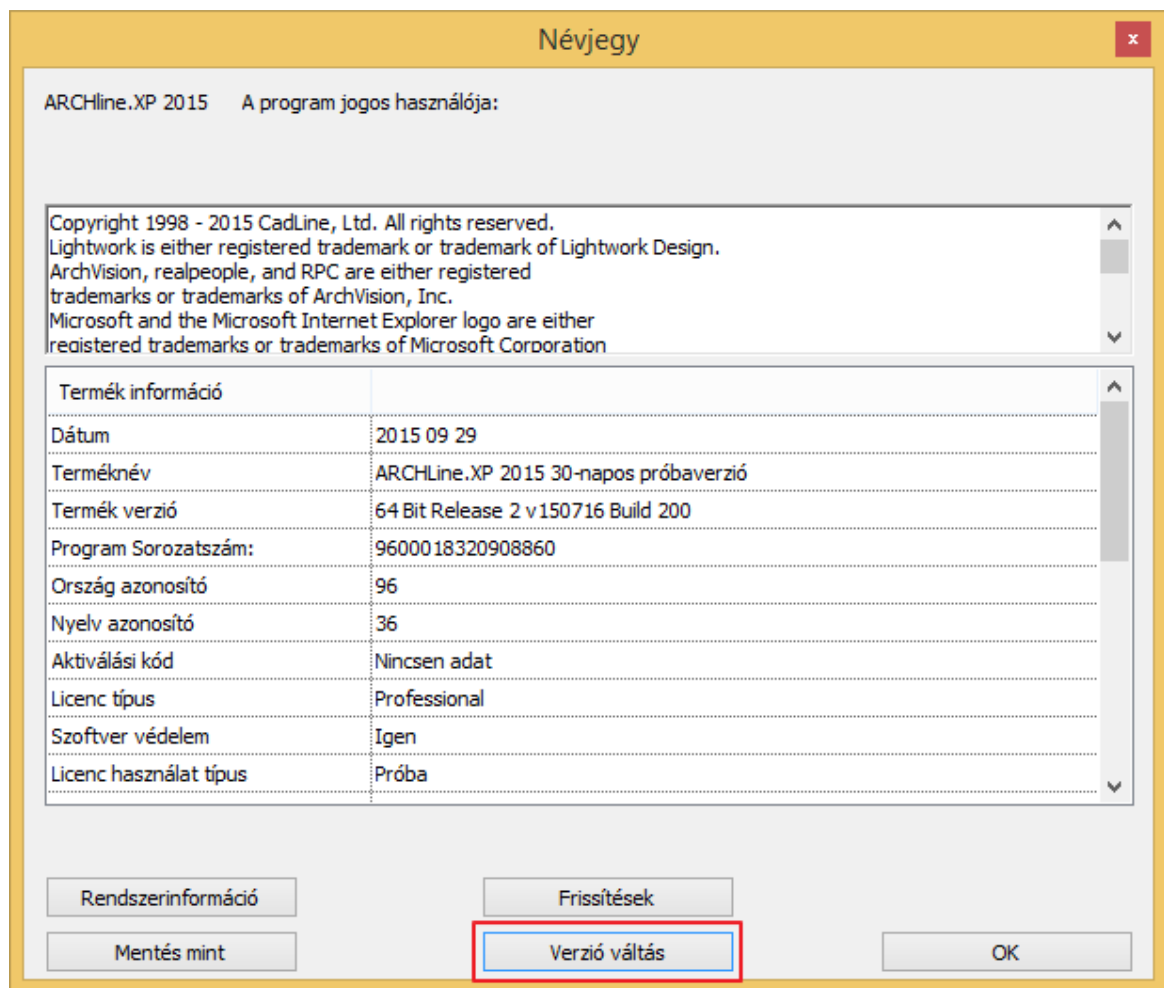 Névjegy
x
ARCHline.XP 2015 A program jogos használója:
Copyright 1998 - 2015 CadLine, Ltd. All rights reserved.
Lightwork is either registered trademark or trademark of Lightwork Design.
ArchVision, realpeople, and RPC are either registered
trademarks or trademarks of ArchVision, Inc.
Microsoft and the Microsoft Internet Explorer logo are either
registered trademarks or trademarks of Microsoft Corporation
Termék információ
Dátum 2015 09 29
Terméknév ARCHLine.XP 2015 30-napos próbaverzió
Termék verzió 64 Bit Release 2 v150716 Build 200
Program Sorozatszám: 9600018320908860
Ország azonosító 96
Nyelv azonosító 36
Aktiválási kód Nincsen adat
Licenc típus Professional
Szoftver védelem Igen
Licenc használat típus Próba
Rendszerinformáció Frissítések
Mentés mint Verzió váltás OK